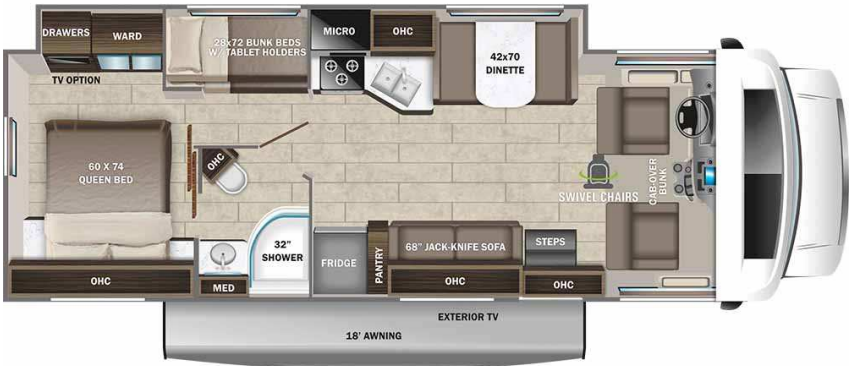 DRAWERS
WARD
TV OPTION
28x72 BUNK BEDS
W/ TABLET HOLDERS
MICRO
OHC
42x70
DINETTE
60 X 74
QUEEN BED
OHC
SWIVEL CHAIRS
CAB-OVER
BUNK
32"
SHOWER
FRIDGE
PANTRY
68" JACK-KNIFE SOFA
STEPS
OHC
MED
OHC
OHC
EXTERIOR TV
18' AWNING